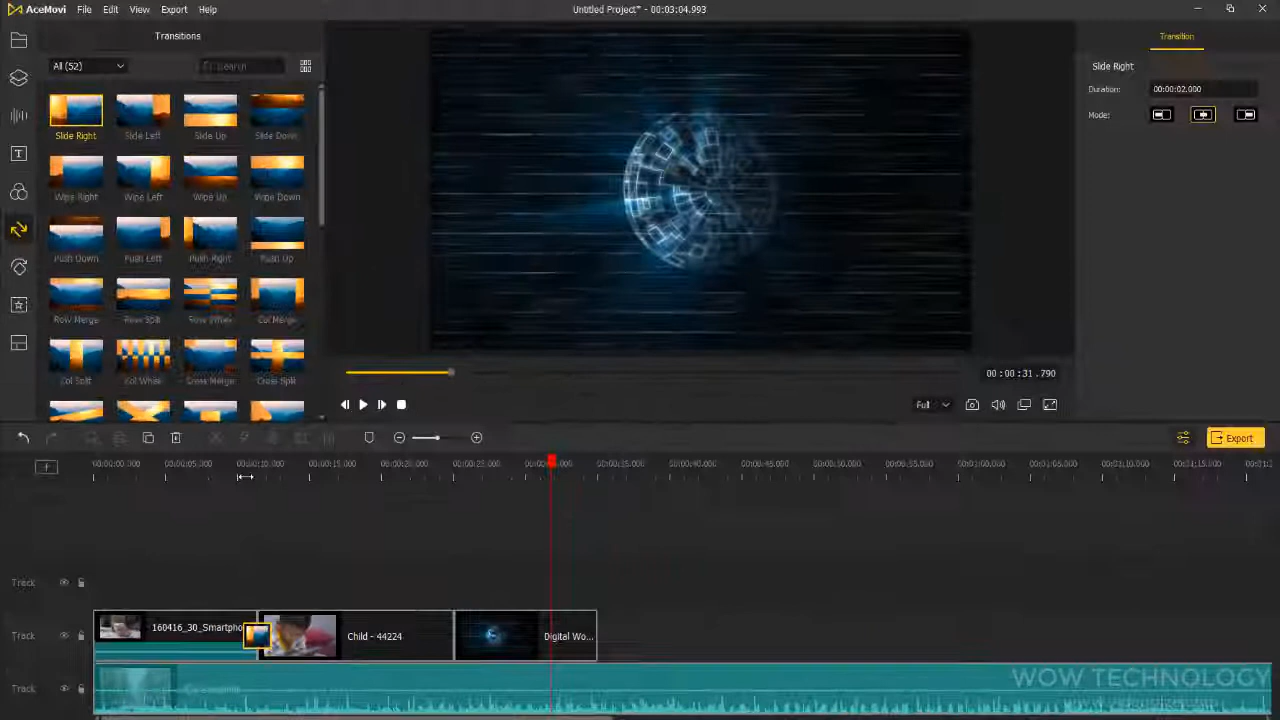 AceMovi File Edit View Export Help Untitled Project* - 00:03:04.993
Transitions
Transition
All (52) Search
Slide Right
Duration: 00:00:02.000
Mode:
Slide Right Slide Left Slide Up Slide Down
Wipe Right Wipe Left Wipe Up Wipe Down
Push Down Push Left Push Right Push Up
Row Merge Row Split Row White Col Merge
Col Split Col White Cross Merge Cross Split
00:00:31.790
Full
Export
00:00:00.000 00:00:05.000 00:00:10.000 00:00:15.000 00:00:20.000 00:00:25.000 00:00:35.000 00:00:40.000 00:00:45.000 00:00:50.000 00:00:55.000 00:01:00.000 00:01:05.000 00:01:10.000 00:01:15.000
Track
Track 160416_30_Smartpho Child - 44224 Digital Wo...
Track
WOW TECHNOLOGY